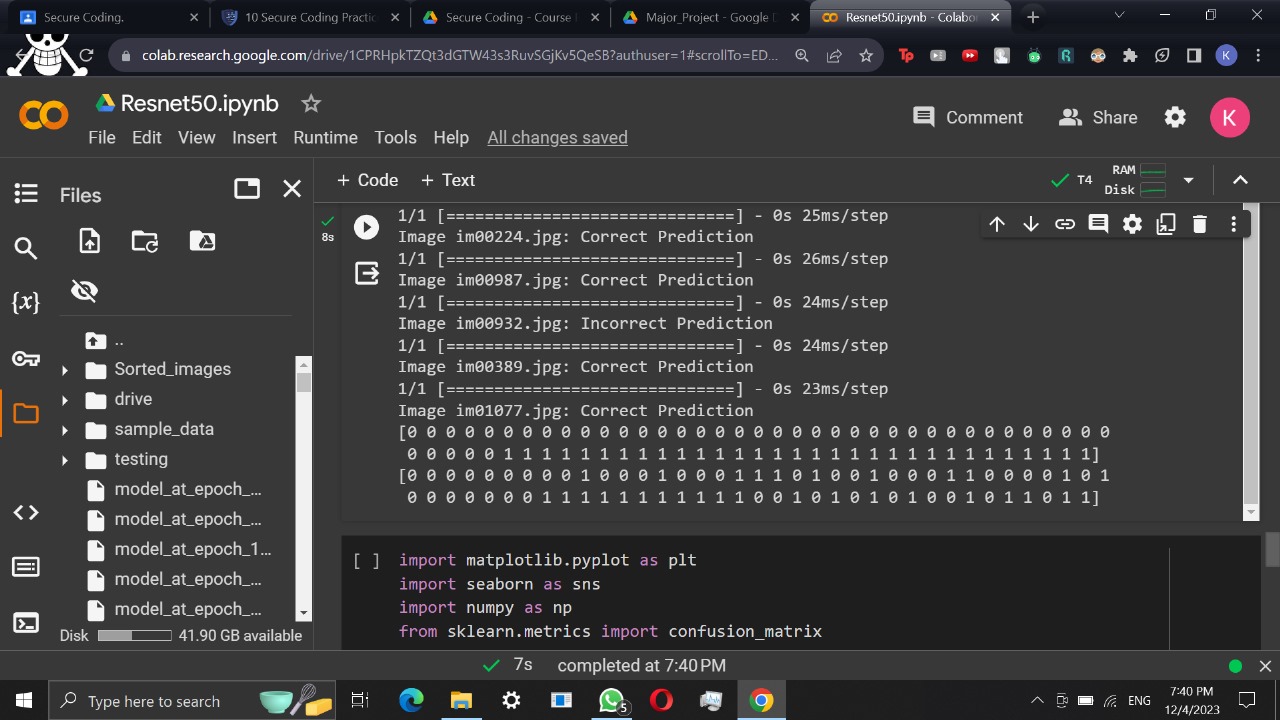 Secure Coding.
10 Secure Coding Practic
Secure Coding - Course
Major_Project - Google D
Resnet50.ipynb - Colabo
colab.research.google.com/drive/1CPRHpkTZQt3dGTW43s3RuvSGjKv5QeSB?authuser=1#scrollTo=EJ...
Tp
R
K
Resnet50.ipynb
File Edit View Insert Runtime Tools Help All changes saved
Comment
Share
K
Files
+ Code + Text
T4
RAM
Disk
8s
1/1 [==============================] - 0s 25ms/step
Image im00224.jpg: Correct Prediction
1/1 [==============================] - 0s 26ms/step
Image im00987.jpg: Correct Prediction
1/1 [==============================] - 0s 24ms/step
Image im00932.jpg: Incorrect Prediction
1/1 [==============================] - 0s 24ms/step
Image im00389.jpg: Correct Prediction
1/1 [==============================] - 0s 23ms/step
Image im01077.jpg: Correct Prediction
[0 0 0 0 0 0 0 0 0 0 0 0 0 0 0 0 0 0 0 0 0 0 0 0 0 0 0 0 0 0 0 0 0 0 0 0 0
0 0 0 0 0 1 1 1 1 1 1 1 1 1 1 1 1 1 1 1 1 1 1 1 1 1 1 1 1 1 1 1 1 1 1 1]
[0 0 0 0 0 0 0 0 0 1 0 0 0 1 0 0 0 1 1 1 0 1 0 0 1 0 0 0 1 1 0 0 0 0 1 0 1
0 0 0 0 0 0 0 1 1 1 1 1 1 1 1 1 1 1 0 0 1 0 1 0 1 0 1 0 0 1 0 1 1 0 1 1]
{x}
..
Sorted_images
drive
sample_data
testing
model_at_epoch_...
model_at_epoch_...
model_at_epoch_1...
model_at_epoch_...
model_at_epoch_...
Disk 41.90 GB available
[ ] import matplotlib.pyplot as plt
import seaborn as sns
import numpy as np
from sklearn.metrics import confusion_matrix
7s completed at 7:40 PM
Type here to search
5
ENG
7:40 PM
12/4/2023